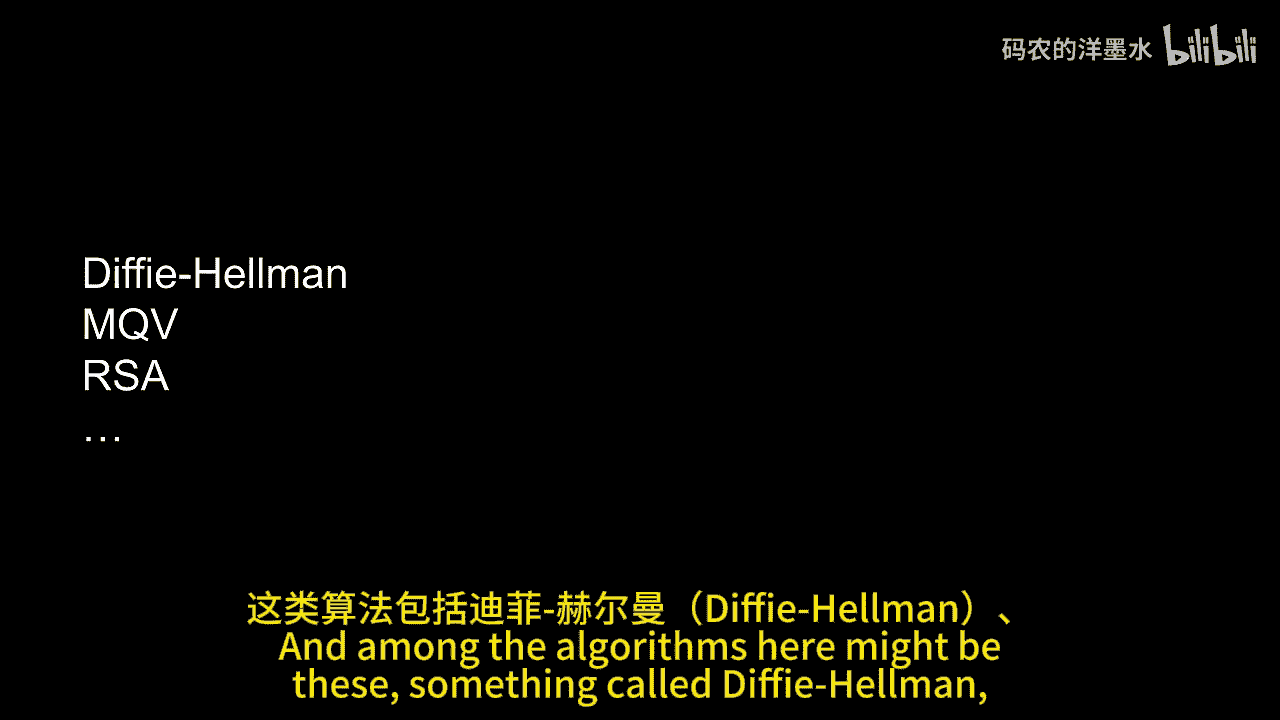 码农的洋墨水 bilibili
Diffie-Hellman
MQV
RSA
…
这类算法包括迪菲-赫尔曼（Diffie-Hellman）、
And among the algorithms here might be
these, something called Diffie-Hellman,